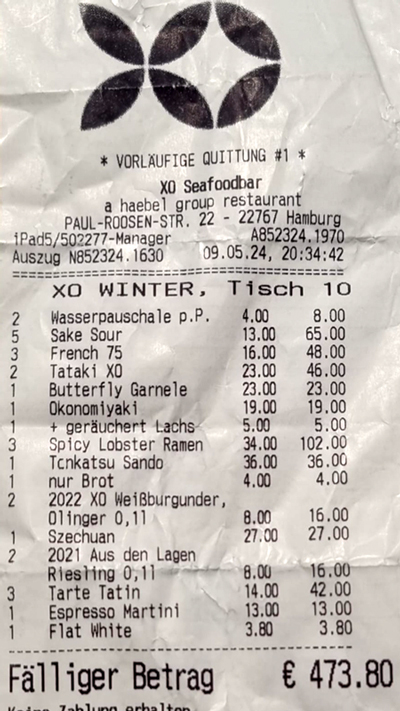 * VORLÄUFIGE QUITTUNG #1 *
XO Seafoodbar
a haebel group restaurant
PAUL-ROOSEN-STR. 22 - 22767 Hamburg
iPad5/502277-Manager A852324.1970
Auszug N852324.1630 09.05.24, 20:34:42
XO WINTER, Tisch 10
2 Wasserpauschale p.P. 4.00 8.00
5 Sake Sour 13.00 65.00
3 French 75 16.00 48.00
2 Tataki XO 23.00 46.00
1 Butterfly Garnele 23.00 23.00
1 Okonomiyaki 19.00 19.00
1 + geräuchert Lachs 5.00 5.00
3 Spicy Lobster Ramen 34.00 102.00
1 Tonkatsu Sando 36.00 36.00
1 nur Brot 4.00 4.00
2 2022 XO Weißburgunder,
Olinger 0,1l 8.00 16.00
1 Szechuan 27.00 27.00
2 2021 Aus den Lagen
Riesling 0,1l 8.00 16.00
3 Tarte Tatin 14.00 42.00
1 Espresso Martini 13.00 13.00
1 Flat White 3.80 3.80
Fälliger Betrag € 473.80
Keine Zahlung erhalten